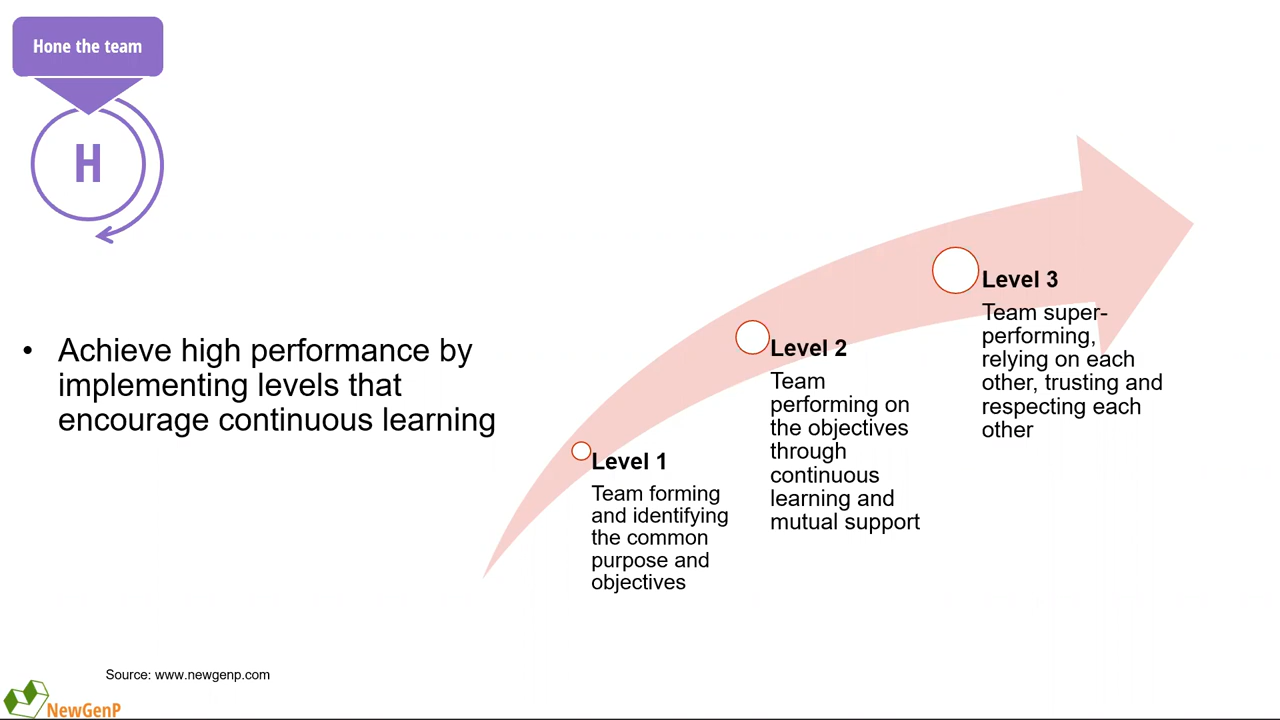 Hone the team
H
• Achieve high performance by
implementing levels that
encourage continuous learning
Level 1
Team forming
and identifying
the common
purpose and
objectives
Level 2
Team
performing on
the objectives
through
continuous
learning and
mutual support
Level 3
Team super-
performing,
relying on each
other, trusting and
respecting each
other
Source: www.newgenp.com
NewGenP